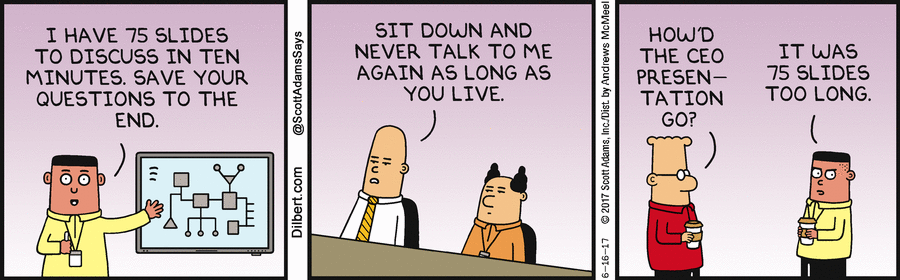 I HAVE 75 SLIDES
TO DISCUSS IN TEN
MINUTES. SAVE YOUR
QUESTIONS TO THE
END.
Dilbert.com @ScottAdamsSays
SIT DOWN AND
NEVER TALK TO ME
AGAIN AS LONG AS
YOU LIVE.
6-16-17 © 2017 Scott Adams, Inc./Dist. by Andrews McMeel
HOW'D
THE CEO
PRESEN–
TATION
GO?
IT WAS
75 SLIDES
TOO LONG.